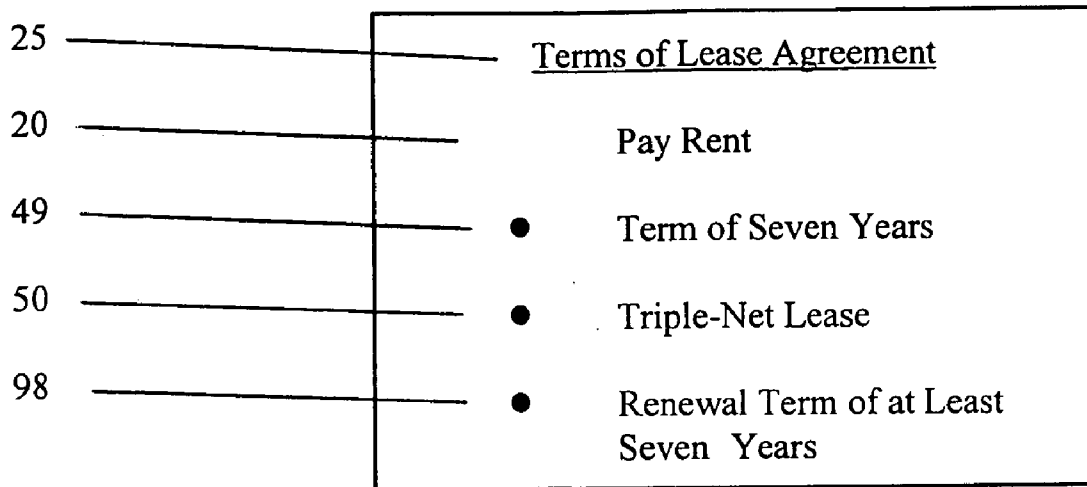 25 Terms of Lease Agreement
20 Pay Rent
49 ● Term of Seven Years
50 ● Triple-Net Lease
98 ● Renewal Term of at Least
Seven Years